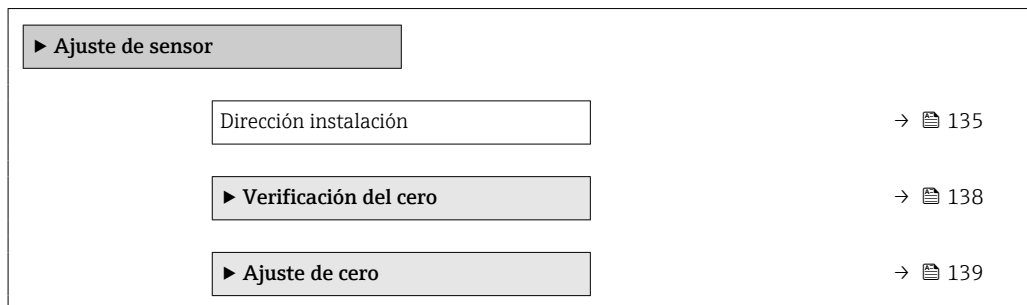 ▶ Ajuste de sensor
Dirección instalación → 135
▶ Verificación del cero → 138
▶ Ajuste de cero → 139